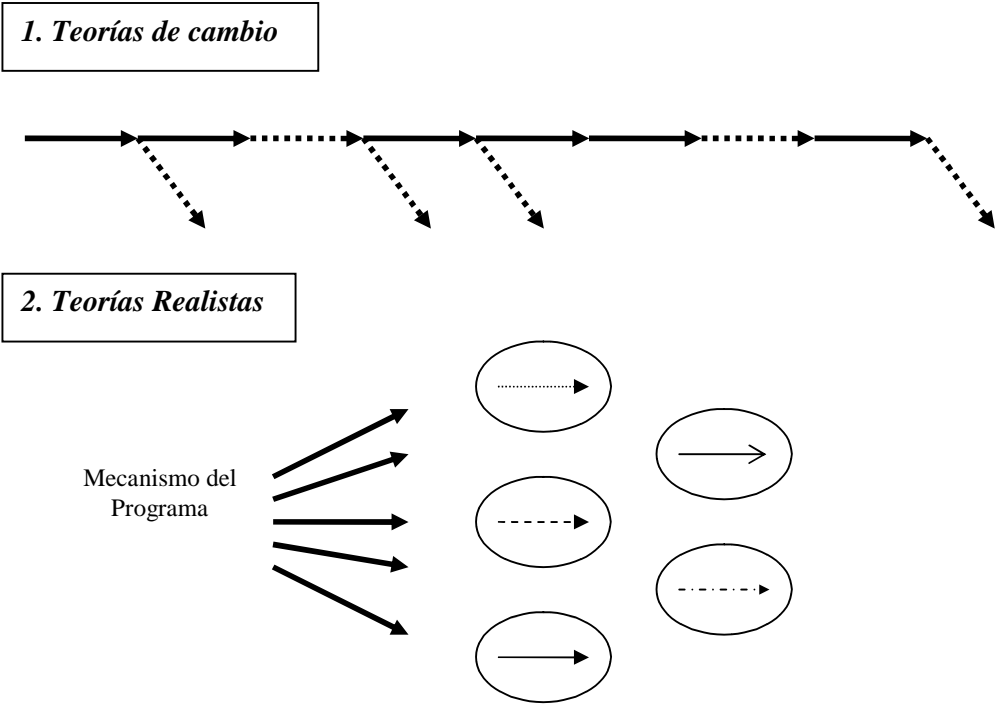 1. Teorías de cambio
2. Teorías Realistas
Mecanismo del
Programa